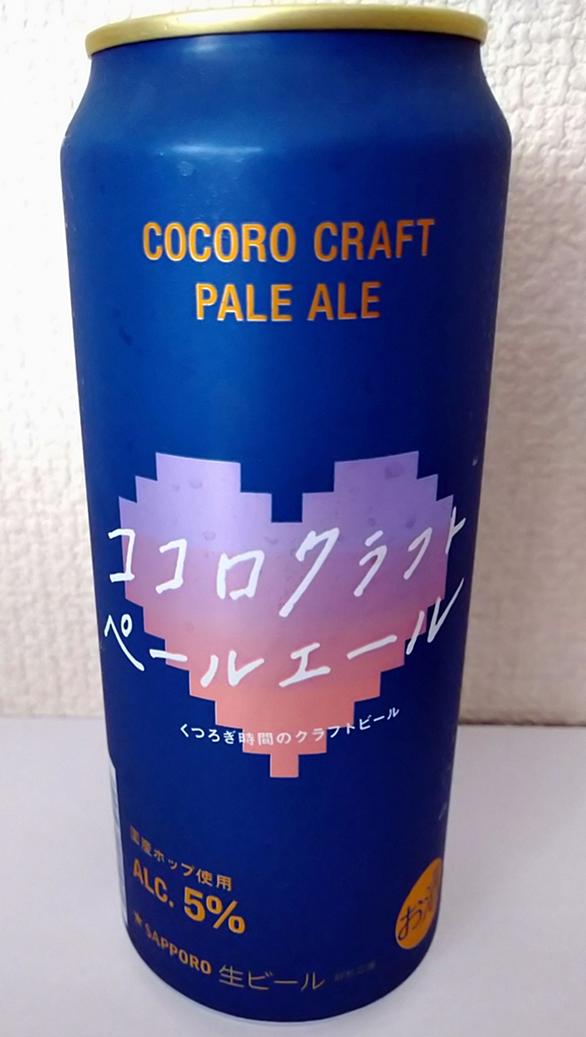 COCORO CRAFT
PALE ALE
ココロクラフト
ペールエール
くつろぎ時間のクラフトビール
国産ホップ使用
ALC. 5%
★SAPPORO 生ビール